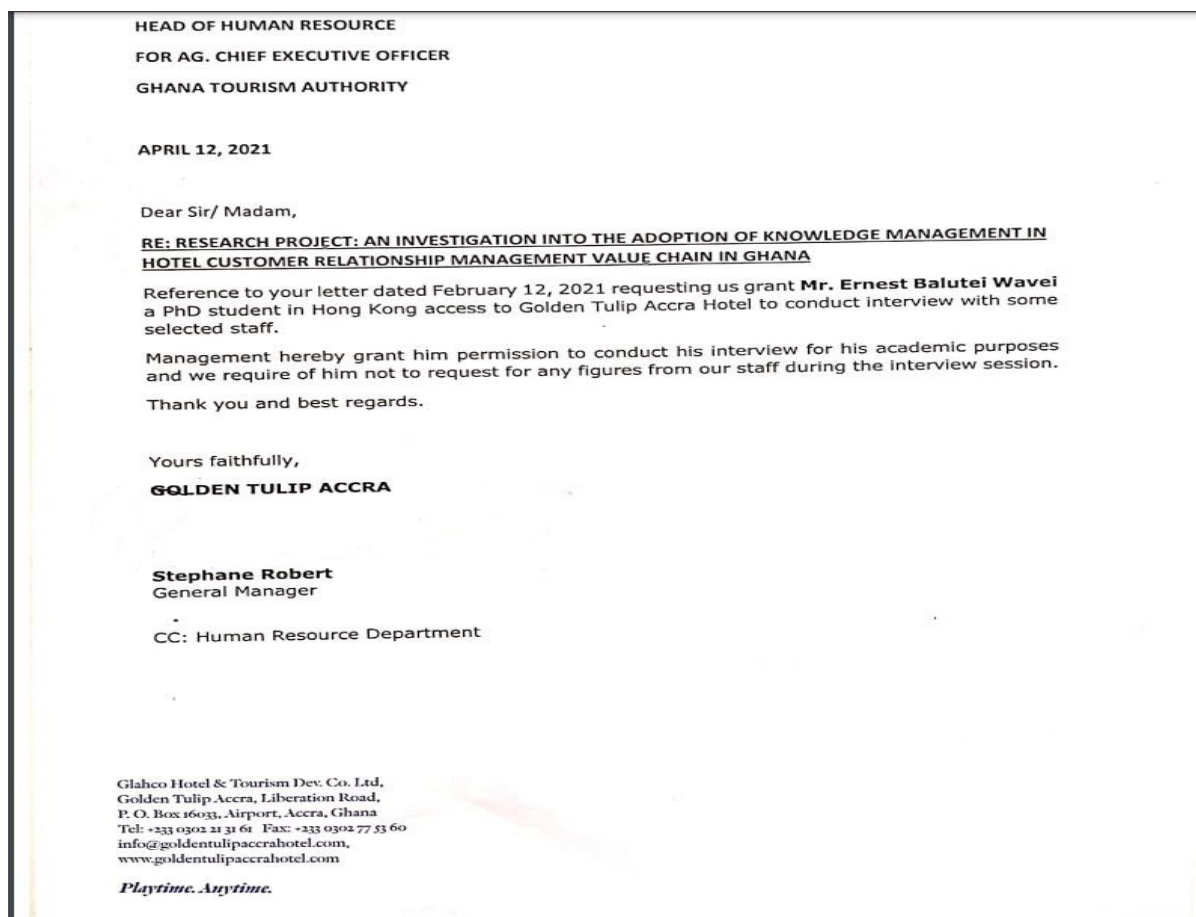 HEAD OF HUMAN RESOURCE
FOR AG. CHIEF EXECUTIVE OFFICER
GHANA TOURISM AUTHORITY
APRIL 12, 2021
Dear Sir/ Madam,
RE: RESEARCH PROJECT: AN INVESTIGATION INTO THE ADOPTION OF KNOWLEDGE MANAGEMENT IN
HOTEL CUSTOMER RELATIONSHIP MANAGEMENT VALUE CHAIN IN GHANA
Reference to your letter dated February 12, 2021 requesting us grant Mr. Ernest Balutei Wavei
a PhD student in Hong Kong access to Golden Tulip Accra Hotel to conduct interview with some
selected staff.
Management hereby grant him permission to conduct his interview for his academic purposes
and we require of him not to request for any figures from our staff during the interview session.
Thank you and best regards.
Yours faithfully,
GOLDEN TULIP ACCRA
Stephane Robert
General Manager
CC: Human Resource Department
Glahco Hotel & Tourism Dev. Co. Ltd,
Golden Tulip Accra, Liberation Road,
P. O. Box 16033, Airport, Accra, Ghana
Tel: +233 0302 21 31 61 Fax: +233 0302 77 53 60
info@goldentulipaccrahotel.com,
www.goldentulipaccrahotel.com
Playtime. Anytime.